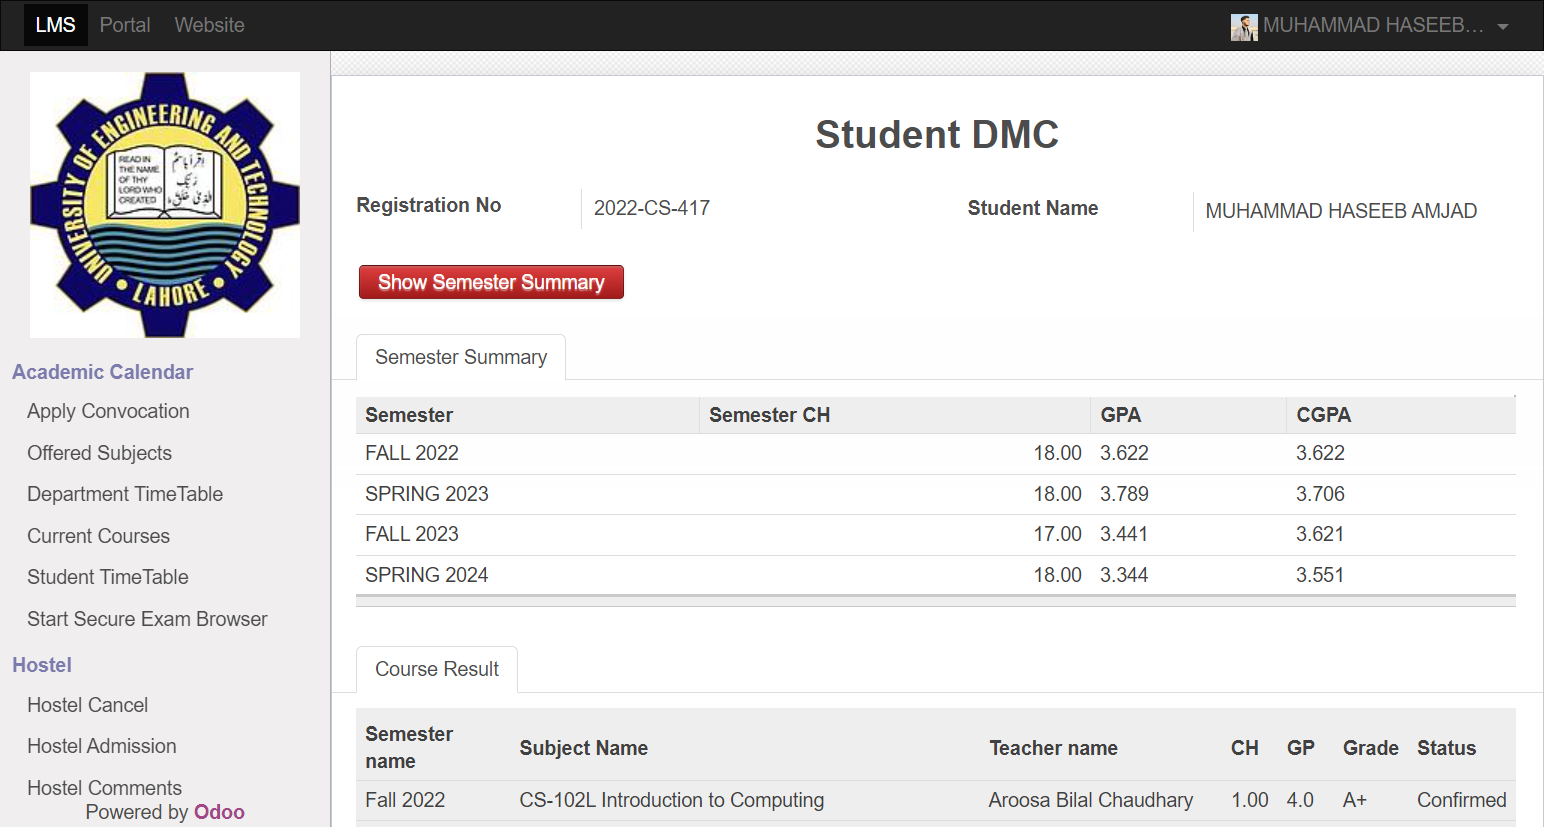 LMS Portal Website MUHAMMAD HASEEB...
UNIVERSITY OF ENGINEERING AND TECHNOLOGY
READ IN
THE NAME
OF THY
LORD WHO
CREATED
LAHORE
Academic Calendar
Apply Convocation
Offered Subjects
Department TimeTable
Current Courses
Student TimeTable
Start Secure Exam Browser
Hostel
Hostel Cancel
Hostel Admission
Hostel Comments
Powered by Odoo
Student DMC
Registration No 2022-CS-417 Student Name MUHAMMAD HASEEB AMJAD
Show Semester Summary
Semester Summary
Semester Semester CH GPA CGPA
FALL 2022 18.00 3.622 3.622
SPRING 2023 18.00 3.789 3.706
FALL 2023 17.00 3.441 3.621
SPRING 2024 18.00 3.344 3.551
Course Result
Semester name Subject Name Teacher name CH GP Grade Status
Fall 2022 CS-102L Introduction to Computing Aroosa Bilal Chaudhary 1.00 4.0 A+ Confirmed